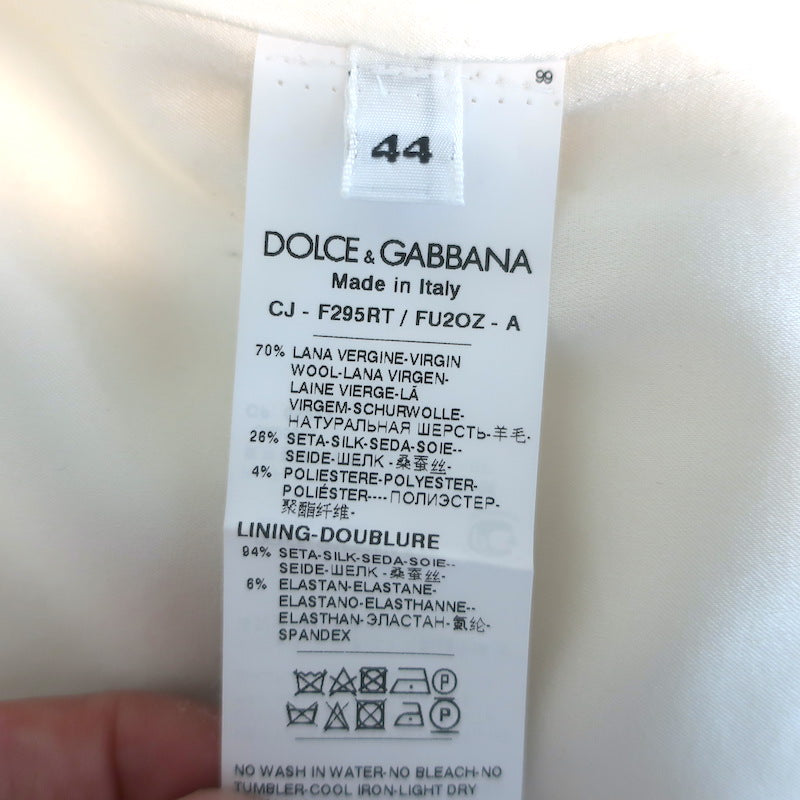 99
44
DOLCE & GABBANA
Made in Italy
CJ - F295RT / FU2OZ - A
70% LANA VERGINE-VIRGIN
WOOL-LANA VIRGEN-
LAINE VIERGE-LÃ
VIRGEM-SCHURWOLLE-
НАТУРАЛЬНАЯ ШЕРСТЬ-羊毛-
26% SETA-SILK-SEDA-SOIE--
SEIDE-ШЕЛК -桑蚕丝-
4% POLIESTERE-POLYESTER-
POLIÉSTER----ПОЛИЭСТЕР-
聚酯纤维-
LINING-DOUBLURE
94% SETA-SILK-SEDA-SOIE--
SEIDE-ШЕЛК -桑蚕丝-
6% ELASTAN-ELASTANE-
ELASTANO-ELASTHANNE--
ELASTHAN-ЭЛАСТАН-氨纶-
SPANDEX
P
P
NO WASH IN WATER-NO BLEACH-NO
TUMBLER-COOL IRON-LIGHT DRY